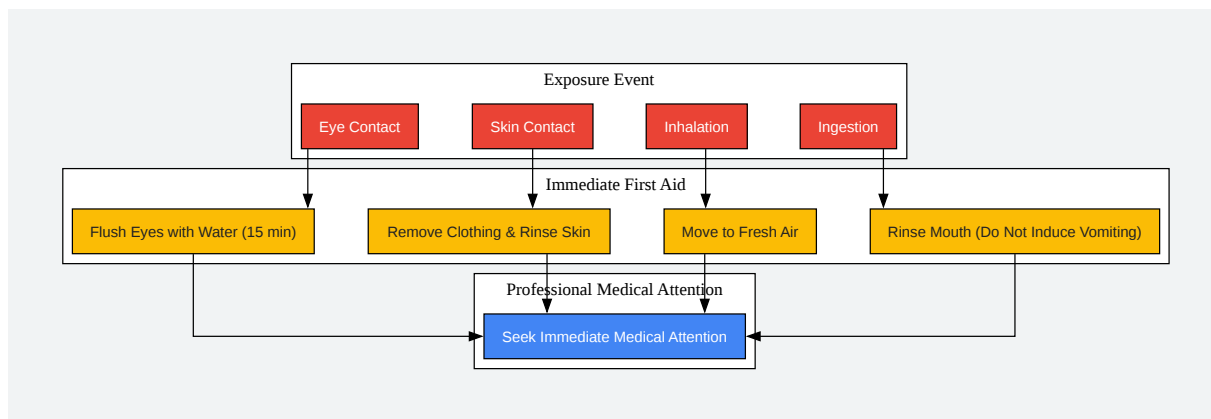 Exposure Event
Eye Contact
Skin Contact
Inhalation
Ingestion
Immediate First Aid
Flush Eyes with Water (15 min)
Remove Clothing & Rinse Skin
Move to Fresh Air
Rinse Mouth (Do Not Induce Vomiting)
Professional Medical Attention
Seek Immediate Medical Attention